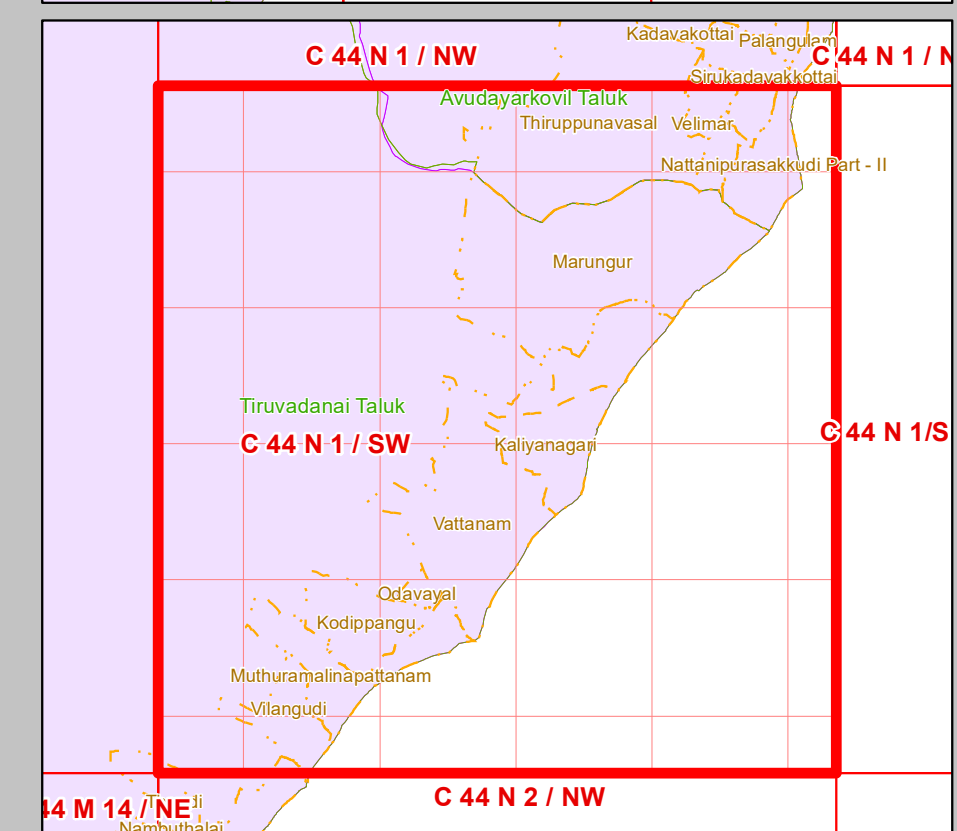 Kadavakottai
Palangulam
C 44 N 1 / NW
C 44 N 1 / N
Sirukadavakkottai
Avudayarkovil Taluk
Thiruppunavasal
Velimar
Nattanipurasakkudi Part - II
Marungur
Tiruvadanai Taluk
C 44 N 1 / SW
C 44 N 1/S
Kaliyanagari
Vattanam
Odavayal
Kodippangu
Muthuramalinapattanam
Vilangudi
C 44 N 2 / NW
44 M 14 / NE
Nambuthalai